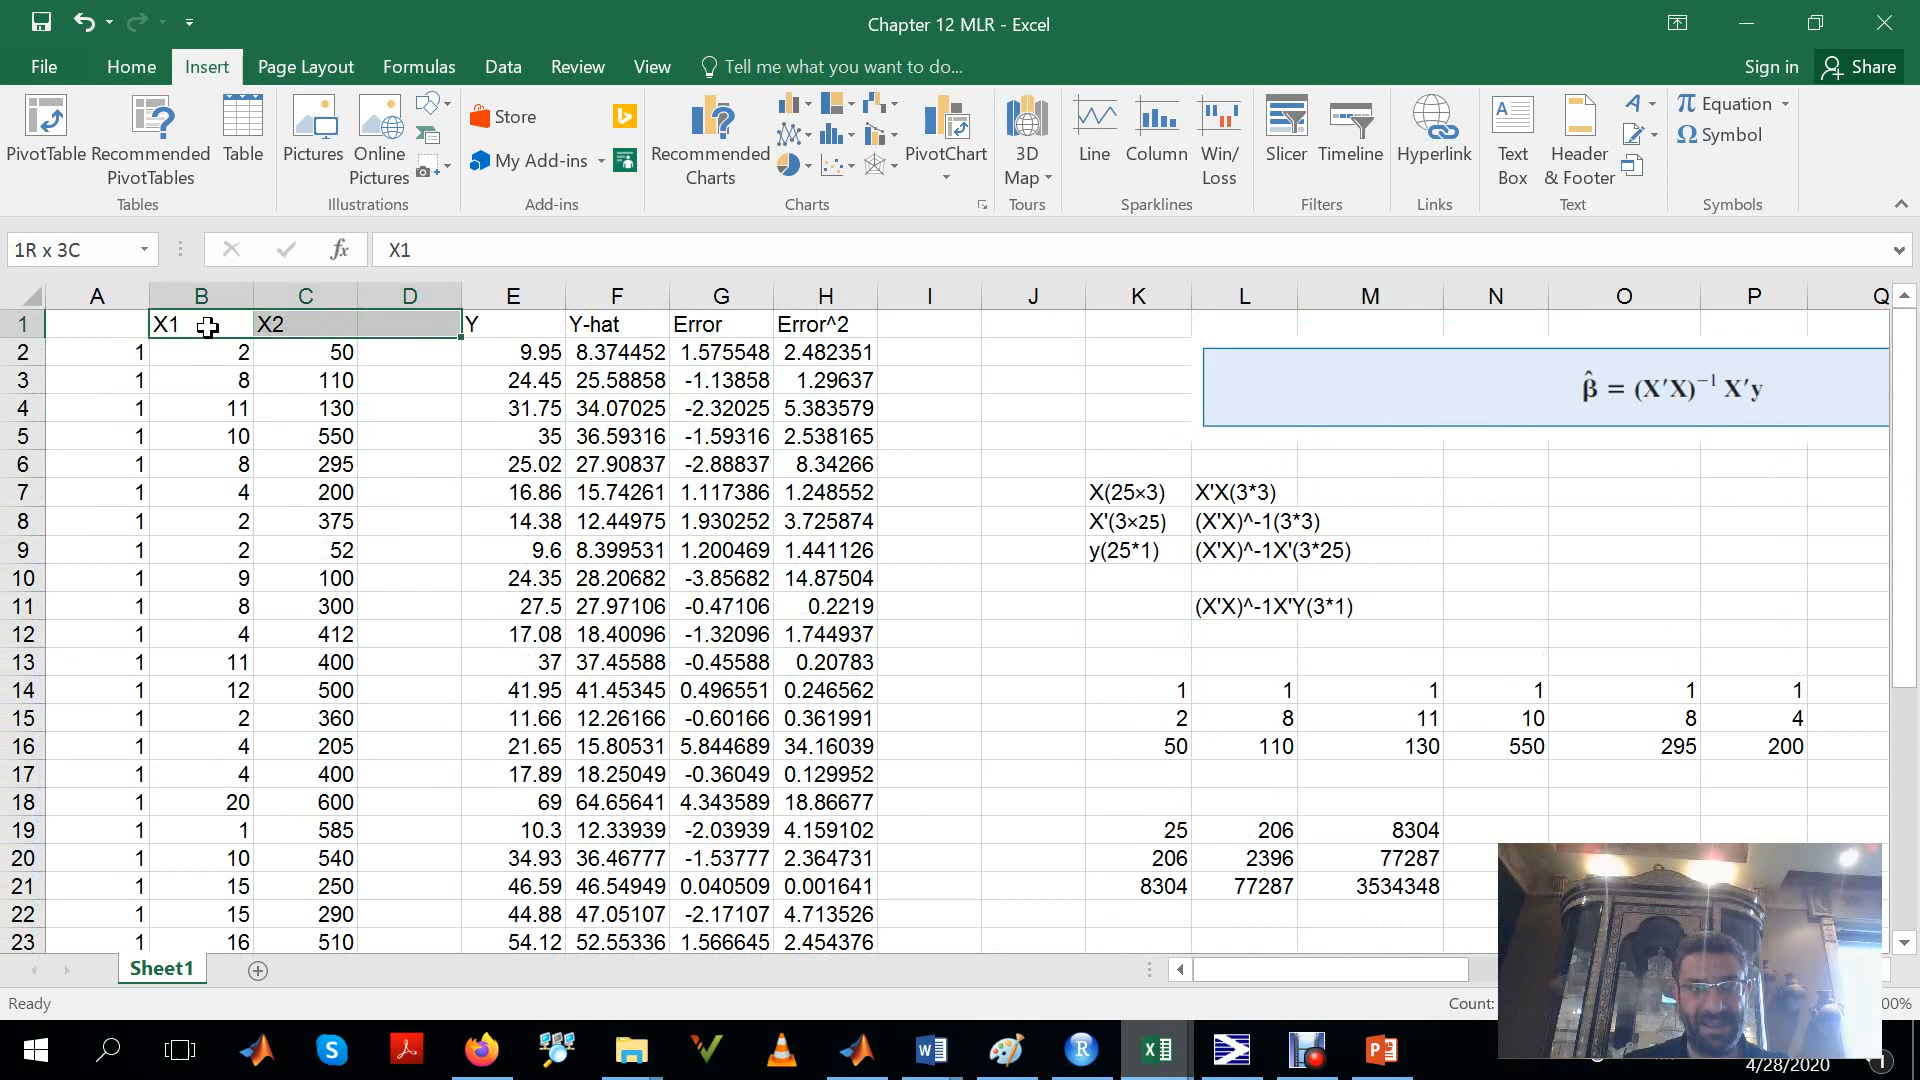 Chapter 12 MLR - Excel
File Home Insert Page Layout Formulas Data Review View Tell me what you want to do... Sign in Share
PivotTable Recommended PivotTables Table
Pictures Online Pictures
Store
My Add-ins
Recommended Charts
PivotChart
3D Map
Line Column Win/Loss
Slicer Timeline
Hyperlink
Text Box Header & Footer
Equation
Symbol
Tables Illustrations Add-ins Charts Tours Sparklines Filters Links Text Symbols
1R x 3C fx X1
A B C D E F G H I J K L M N O P Q
1 X1 X2 Y Y-hat Error Error^2
2 1 2 50 9.95 8.374452 1.575548 2.482351
3 1 8 110 24.45 25.58858 -1.13858 1.29637
β̂ = (X′X)⁻¹ X′y
4 1 11 130 31.75 34.07025 -2.32025 5.383579
5 1 10 550 35 36.59316 -1.59316 2.538165
6 1 8 295 25.02 27.90837 -2.88837 8.34266
7 1 4 200 16.86 15.74261 1.117386 1.248552 X(25×3) X'X(3*3)
8 1 2 375 14.38 12.44975 1.930252 3.725874 X'(3×25) (X'X)^-1(3*3)
9 1 2 52 9.6 8.399531 1.200469 1.441126 y(25*1) (X'X)^-1X'(3*25)
10 1 9 100 24.35 28.20682 -3.85682 14.87504
11 1 8 300 27.5 27.97106 -0.47106 0.2219 (X'X)^-1X'Y(3*1)
12 1 4 412 17.08 18.40096 -1.32096 1.744937
13 1 11 400 37 37.45588 -0.45588 0.20783
14 1 12 500 41.95 41.45345 0.496551 0.246562 1 1 1 1 1 1
15 1 2 360 11.66 12.26166 -0.60166 0.361991 2 8 11 10 8 4
16 1 4 205 21.65 15.80531 5.844689 34.16039 50 110 130 550 295 200
17 1 4 400 17.89 18.25049 -0.36049 0.129952
18 1 20 600 69 64.65641 4.343589 18.86677
19 1 1 585 10.3 12.33939 -2.03939 4.159102 25 206 8304
20 1 10 540 34.93 36.46777 -1.53777 2.364731 206 2396 77287
21 1 15 250 46.59 46.54949 0.040509 0.001641 8304 77287 3534348
22 1 15 290 44.88 47.05107 -2.17107 4.713526
23 1 16 510 54.12 52.55336 1.566645 2.454376
Sheet1
Ready Count: 00%
4/28/2020